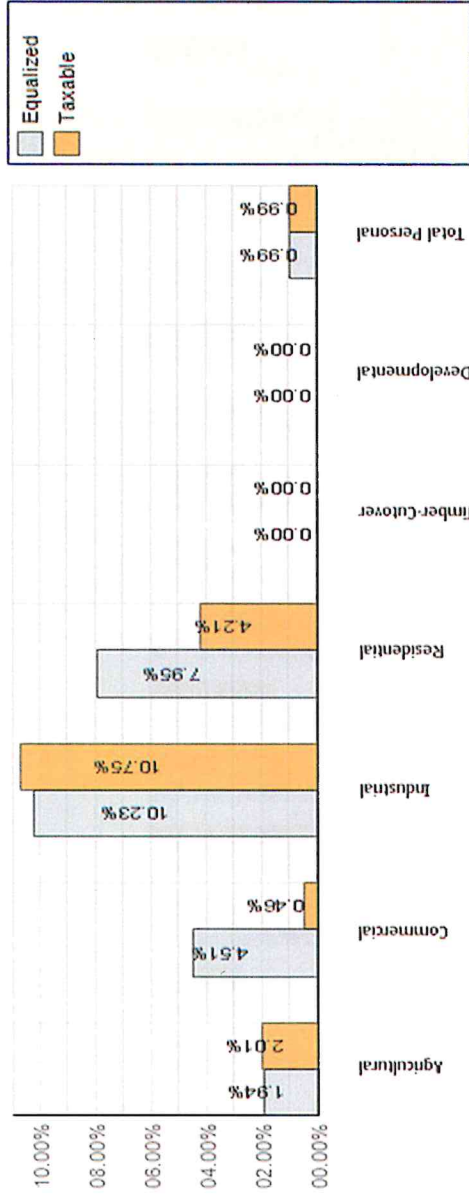 Equalized
Taxable
10.00%
08.00%
06.00%
04.00%
02.00%
00.00%
1.94%
2.01%
4.51%
0.46%
10.23%
10.75%
7.95%
4.21%
0.00%
0.00%
0.00%
0.00%
0.99%
0.99%
Agricultural
Commercial
Industrial
Residential
Timber-Cutover
Developmental
Total Personal